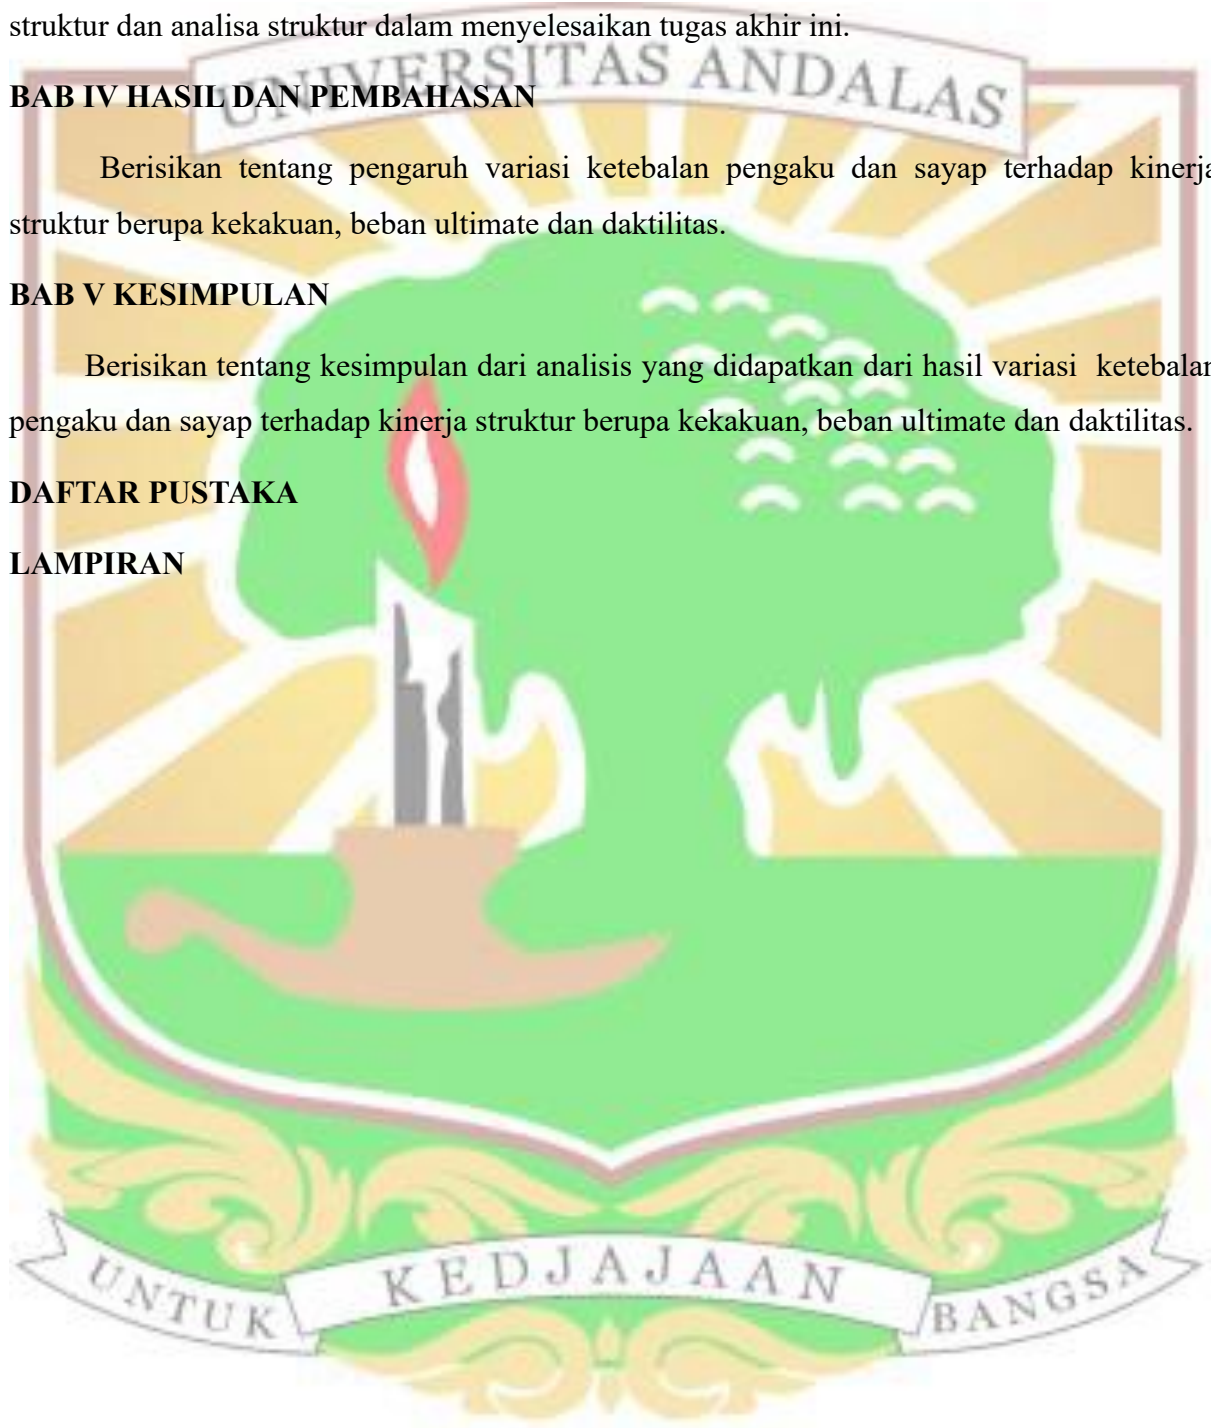 struktur dan analisa struktur dalam menyelesaikan tugas akhir ini.
UNIVERSITAS ANDALAS
BAB IV HASIL DAN PEMBAHASAN
Berisikan tentang pengaruh variasi ketebalan pengaku dan sayap terhadap kinerja
struktur berupa kekakuan, beban ultimate dan daktilitas.
BAB V KESIMPULAN
Berisikan tentang kesimpulan dari analisis yang didapatkan dari hasil variasi ketebalan
pengaku dan sayap terhadap kinerja struktur berupa kekakuan, beban ultimate dan daktilitas.
DAFTAR PUSTAKA
LAMPIRAN
UNTUK KEDJAJAAN BANGSA